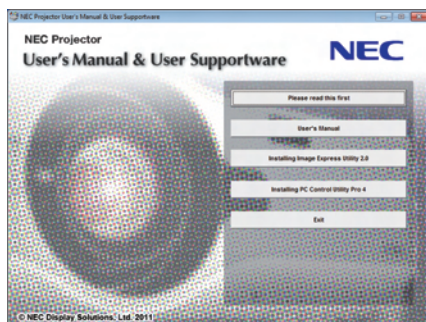 NEC Projector User's Manual & User Supportware
NEC Projector
User's Manual & User Supportware
NEC
Please read this first
User's Manual
Installing Image Express Utility 2.0
Installing PC Control Utility Pro 4
Exit
© NEC Display Solutions, Ltd. 2011